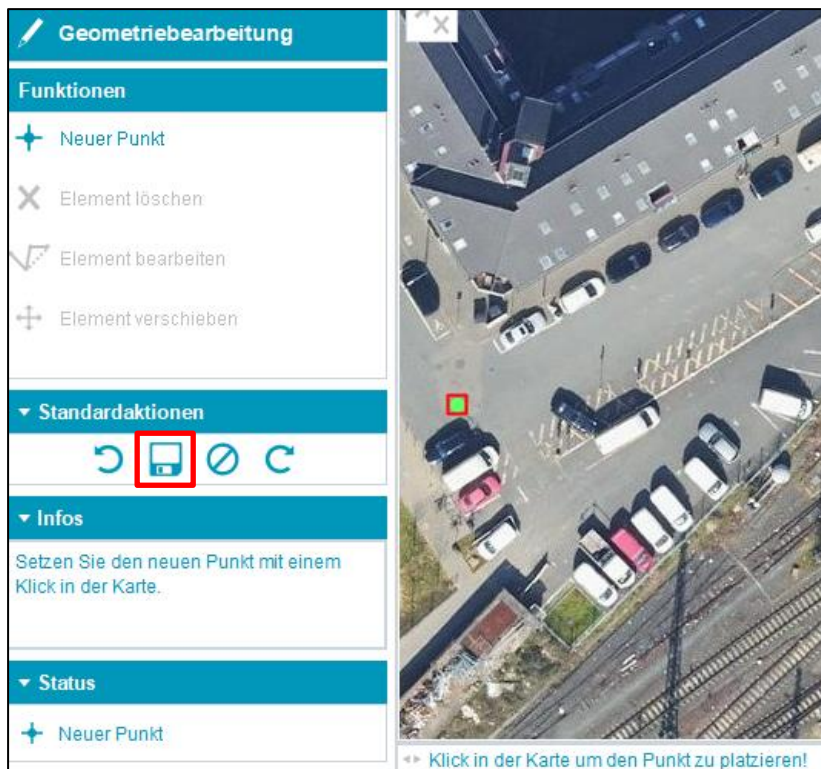 Geometriebearbeitung
Funktionen
Neuer Punkt
Element löschen
Element bearbeiten
Element verschieben
Standardaktionen
Infos
Setzen Sie den neuen Punkt mit einem
Klick in der Karte.
Status
Neuer Punkt
Klick in der Karte um den Punkt zu platzieren!